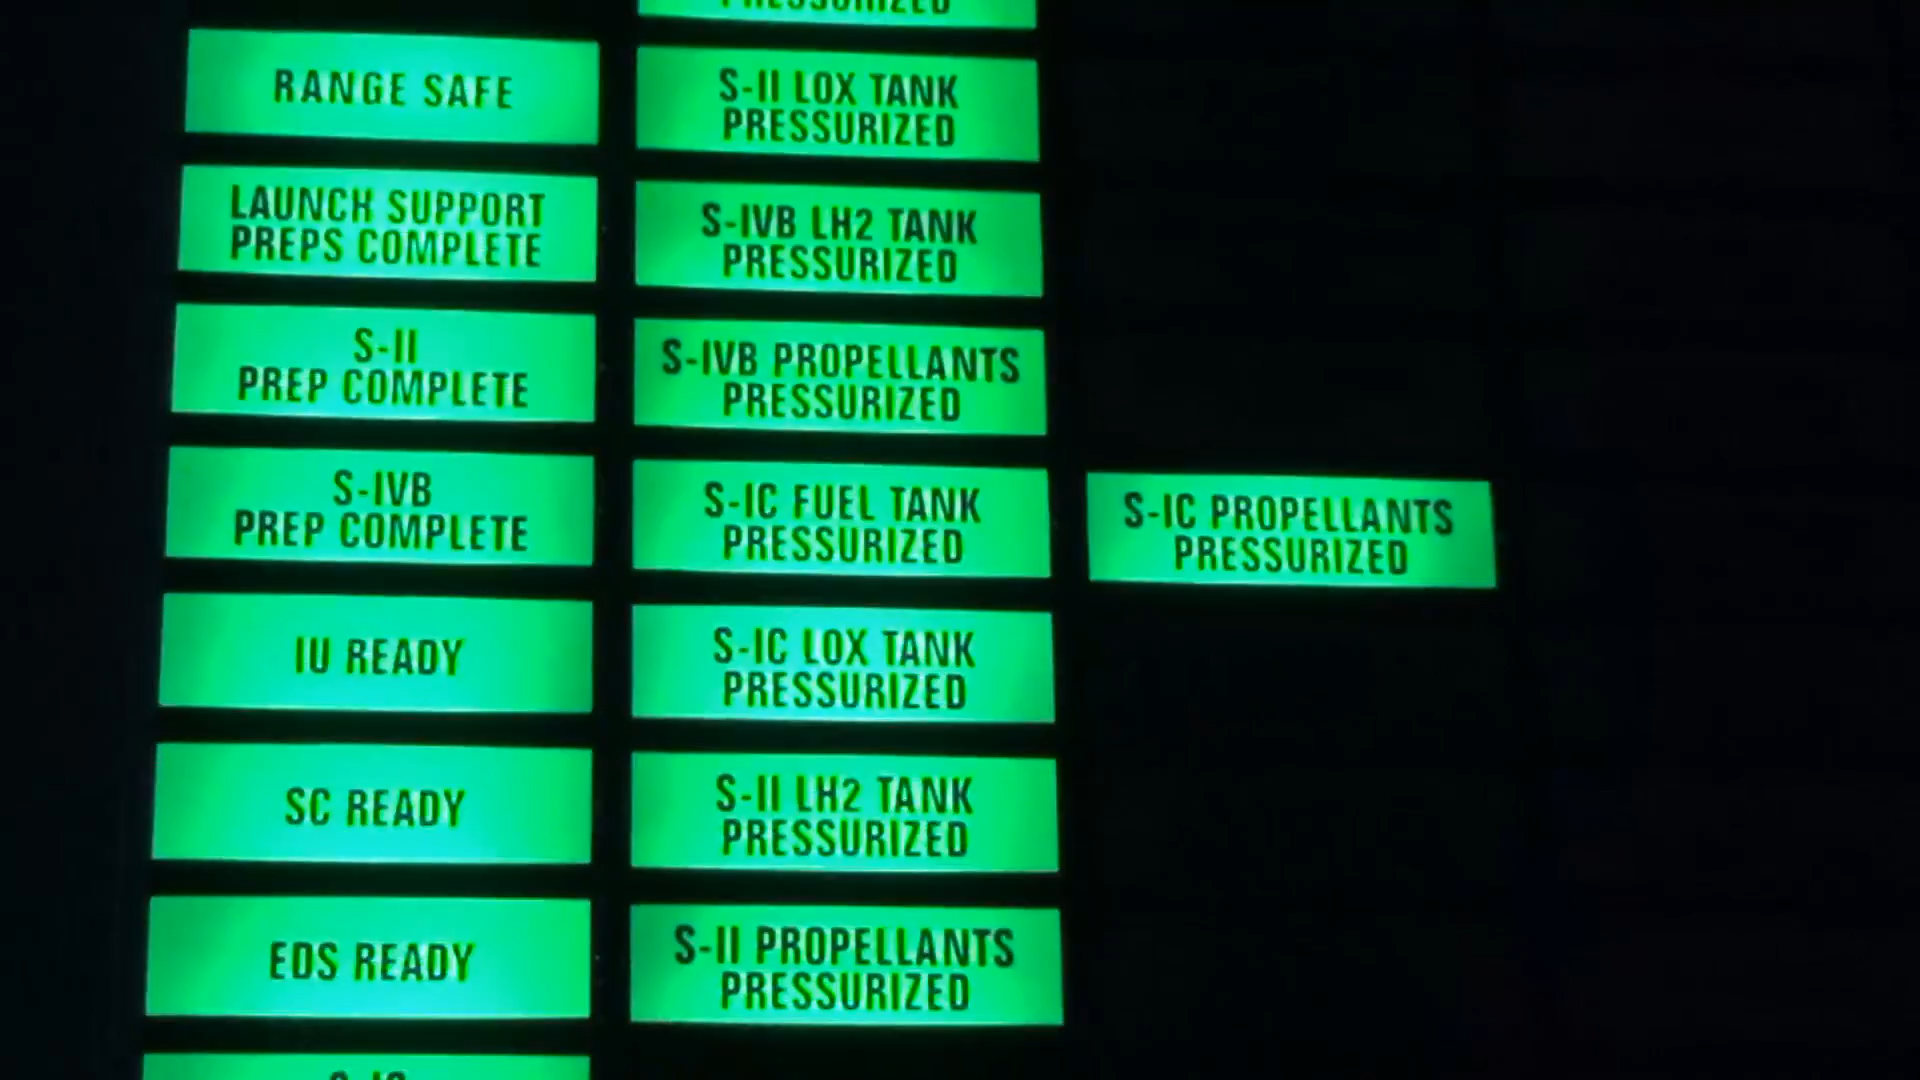 RANGE SAFE
LAUNCH SUPPORT
PREPS COMPLETE
S-II
PREP COMPLETE
S-IVB
PREP COMPLETE
IU READY
SC READY
EDS READY
PRESSURIZED
S-II LOX TANK
PRESSURIZED
S-IVB LH2 TANK
PRESSURIZED
S-IVB PROPELLANTS
PRESSURIZED
S-IC FUEL TANK
PRESSURIZED
S-IC LOX TANK
PRESSURIZED
S-II LH2 TANK
PRESSURIZED
S-II PROPELLANTS
PRESSURIZED
S-IC PROPELLANTS
PRESSURIZED